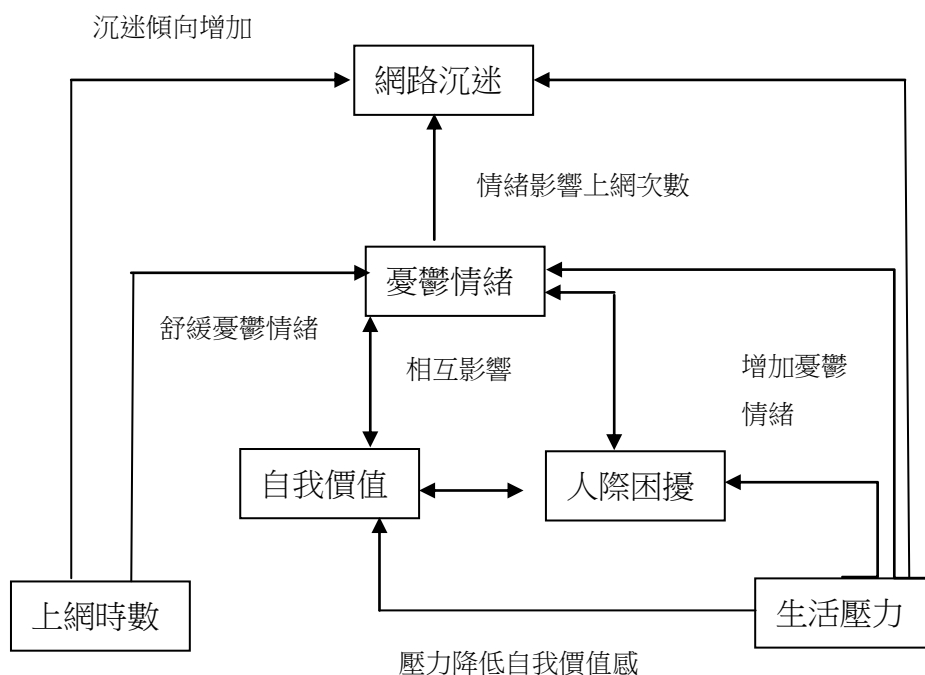 沉迷傾向增加
網路沉迷
情緒影響上網次數
憂鬱情緒
舒緩憂鬱情緒
相互影響
增加憂鬱
情緒
自我價值
人際困擾
上網時數
生活壓力
壓力降低自我價值感